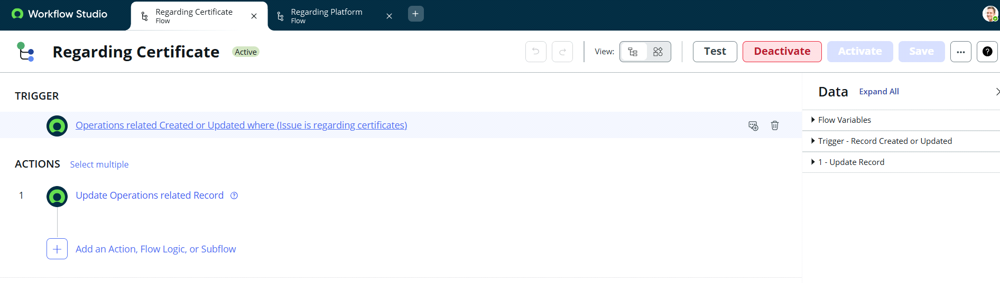 Workflow Studio
Regarding Certificate
Flow
Regarding Platform
Flow
Regarding Certificate
Active
View:
Test
Deactivate
Activate
Save
...
?
TRIGGER
Operations related Created or Updated where (Issue is regarding certificates)
ACTIONS
Select multiple
1
Update Operations related Record
?
Add an Action, Flow Logic, or Subflow
Data
Expand All
Flow Variables
Trigger - Record Created or Updated
1 - Update Record